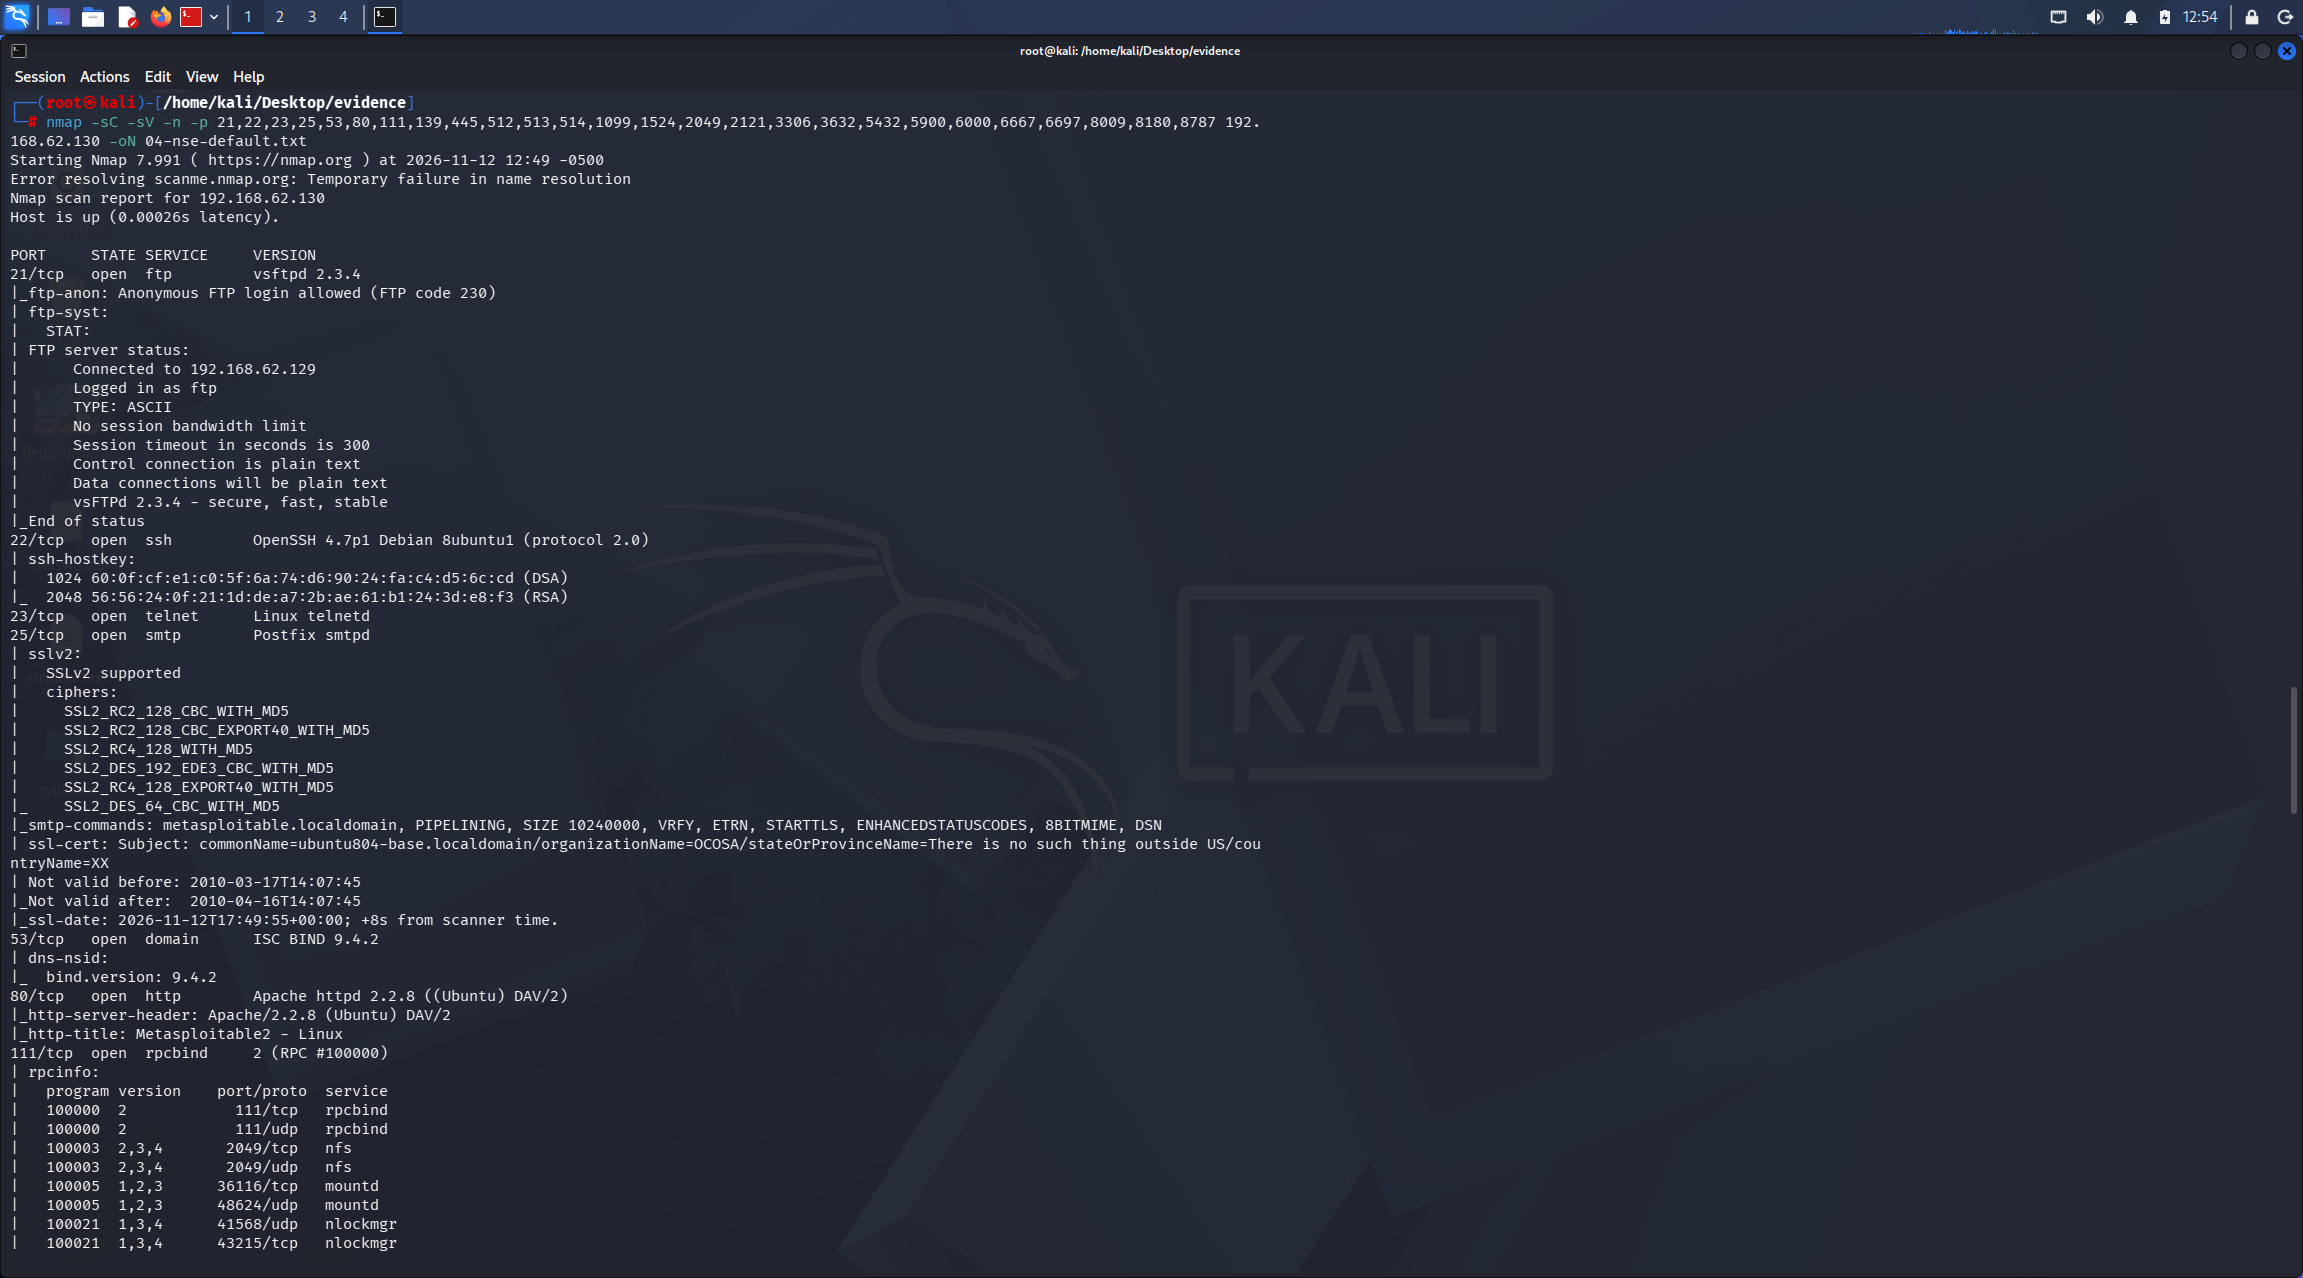 1 2 3 4 12:54
root@kali: /home/kali/Desktop/evidence
Session Actions Edit View Help
┌──(root㉿kali)-[/home/kali/Desktop/evidence]
└─# nmap -sC -sV -n -p 21,22,23,25,53,80,111,139,445,512,513,514,1099,1524,2049,2121,3306,3632,5432,5900,6000,6667,6697,8009,8180,8787 192.
168.62.130 -oN 04-nse-default.txt
Starting Nmap 7.991 ( https://nmap.org ) at 2026-11-12 12:49 -0500
Error resolving scanme.nmap.org: Temporary failure in name resolution
Nmap scan report for 192.168.62.130
Host is up (0.00026s latency).
PORT     STATE SERVICE     VERSION
21/tcp   open  ftp         vsftpd 2.3.4
|_ftp-anon: Anonymous FTP login allowed (FTP code 230)
| ftp-syst:
|   STAT:
| FTP server status:
|      Connected to 192.168.62.129
|      Logged in as ftp
|      TYPE: ASCII
|      No session bandwidth limit
|      Session timeout in seconds is 300
|      Control connection is plain text
|      Data connections will be plain text
|      vsFTPd 2.3.4 - secure, fast, stable
|_End of status
22/tcp   open  ssh         OpenSSH 4.7p1 Debian 8ubuntu1 (protocol 2.0)
| ssh-hostkey:
|   1024 60:0f:cf:e1:c0:5f:6a:74:d6:90:24:fa:c4:d5:6c:cd (DSA)
|_  2048 56:56:24:0f:21:1d:de:a7:2b:ae:61:b1:24:3d:e8:f3 (RSA)
23/tcp   open  telnet      Linux telnetd
25/tcp   open  smtp        Postfix smtpd
| sslv2:
|   SSLv2 supported
|   ciphers:
|     SSL2_RC2_128_CBC_WITH_MD5
|     SSL2_RC2_128_CBC_EXPORT40_WITH_MD5
|     SSL2_RC4_128_WITH_MD5
|     SSL2_DES_192_EDE3_CBC_WITH_MD5
|     SSL2_RC4_128_EXPORT40_WITH_MD5
|_    SSL2_DES_64_CBC_WITH_MD5
|_smtp-commands: metasploitable.localdomain, PIPELINING, SIZE 10240000, VRFY, ETRN, STARTTLS, ENHANCEDSTATUSCODES, 8BITMIME, DSN
| ssl-cert: Subject: commonName=ubuntu804-base.localdomain/organizationName=OCOSA/stateOrProvinceName=There is no such thing outside US/cou
ntryName=XX
| Not valid before: 2010-03-17T14:07:45
|_Not valid after:  2010-04-16T14:07:45
|_ssl-date: 2026-11-12T17:49:55+00:00; +8s from scanner time.
53/tcp   open  domain      ISC BIND 9.4.2
| dns-nsid:
|_  bind.version: 9.4.2
80/tcp   open  http        Apache httpd 2.2.8 ((Ubuntu) DAV/2)
|_http-server-header: Apache/2.2.8 (Ubuntu) DAV/2
|_http-title: Metasploitable2 - Linux
111/tcp  open  rpcbind     2 (RPC #100000)
| rpcinfo:
|   program version    port/proto  service
|   100000  2            111/tcp   rpcbind
|   100000  2            111/udp   rpcbind
|   100003  2,3,4       2049/tcp   nfs
|   100003  2,3,4       2049/udp   nfs
|   100005  1,2,3      36116/tcp   mountd
|   100005  1,2,3      48624/udp   mountd
|   100021  1,3,4      41568/udp   nlockmgr
|   100021  1,3,4      43215/tcp   nlockmgr
KALI